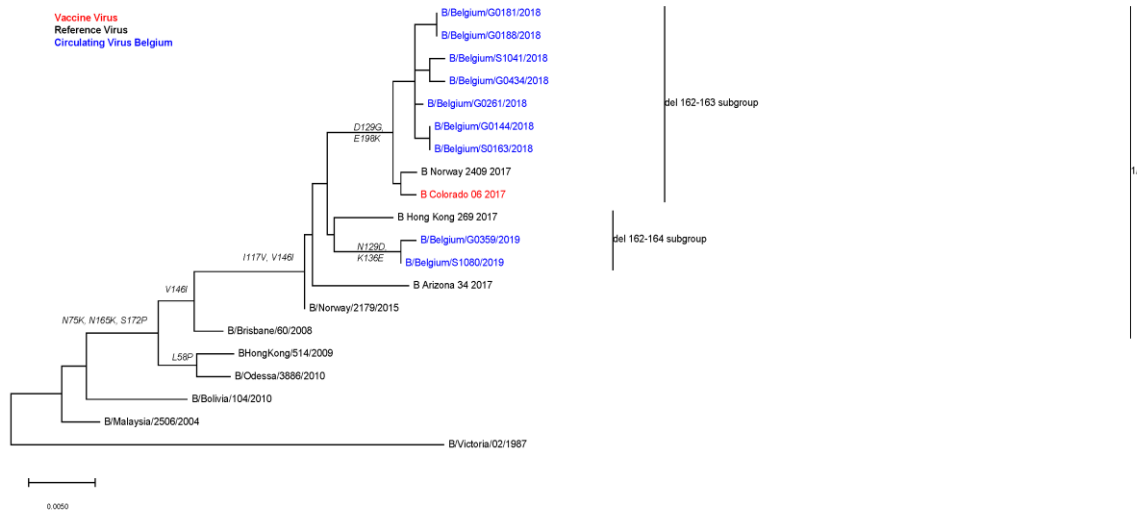 Vaccine Virus
Reference Virus
Circulating Virus Belgium
B/Belgium/G0181/2018
B/Belgium/G0188/2018
B/Belgium/S1041/2018
B/Belgium/G0434/2018
B/Belgium/G0261/2018
del 162-163 subgroup
B/Belgium/G0144/2018
D129G,
E198K
B/Belgium/S0163/2018
B Norway 2409 2017
1/
B Colorado 06 2017
B Hong Kong 269 2017
B/Belgium/G0359/2019
del 162-164 subgroup
N129D,
K136E
I117V, V146I
B/Belgium/S1080/2019
B Arizona 34 2017
V146I
B/Norway/2179/2015
N75K, N165K, S172P
B/Brisbane/60/2008
BHongKong/514/2009
L58P
B/Odessa/3886/2010
B/Bolivia/104/2010
B/Malaysia/2506/2004
B/Victoria/02/1987
0.0050